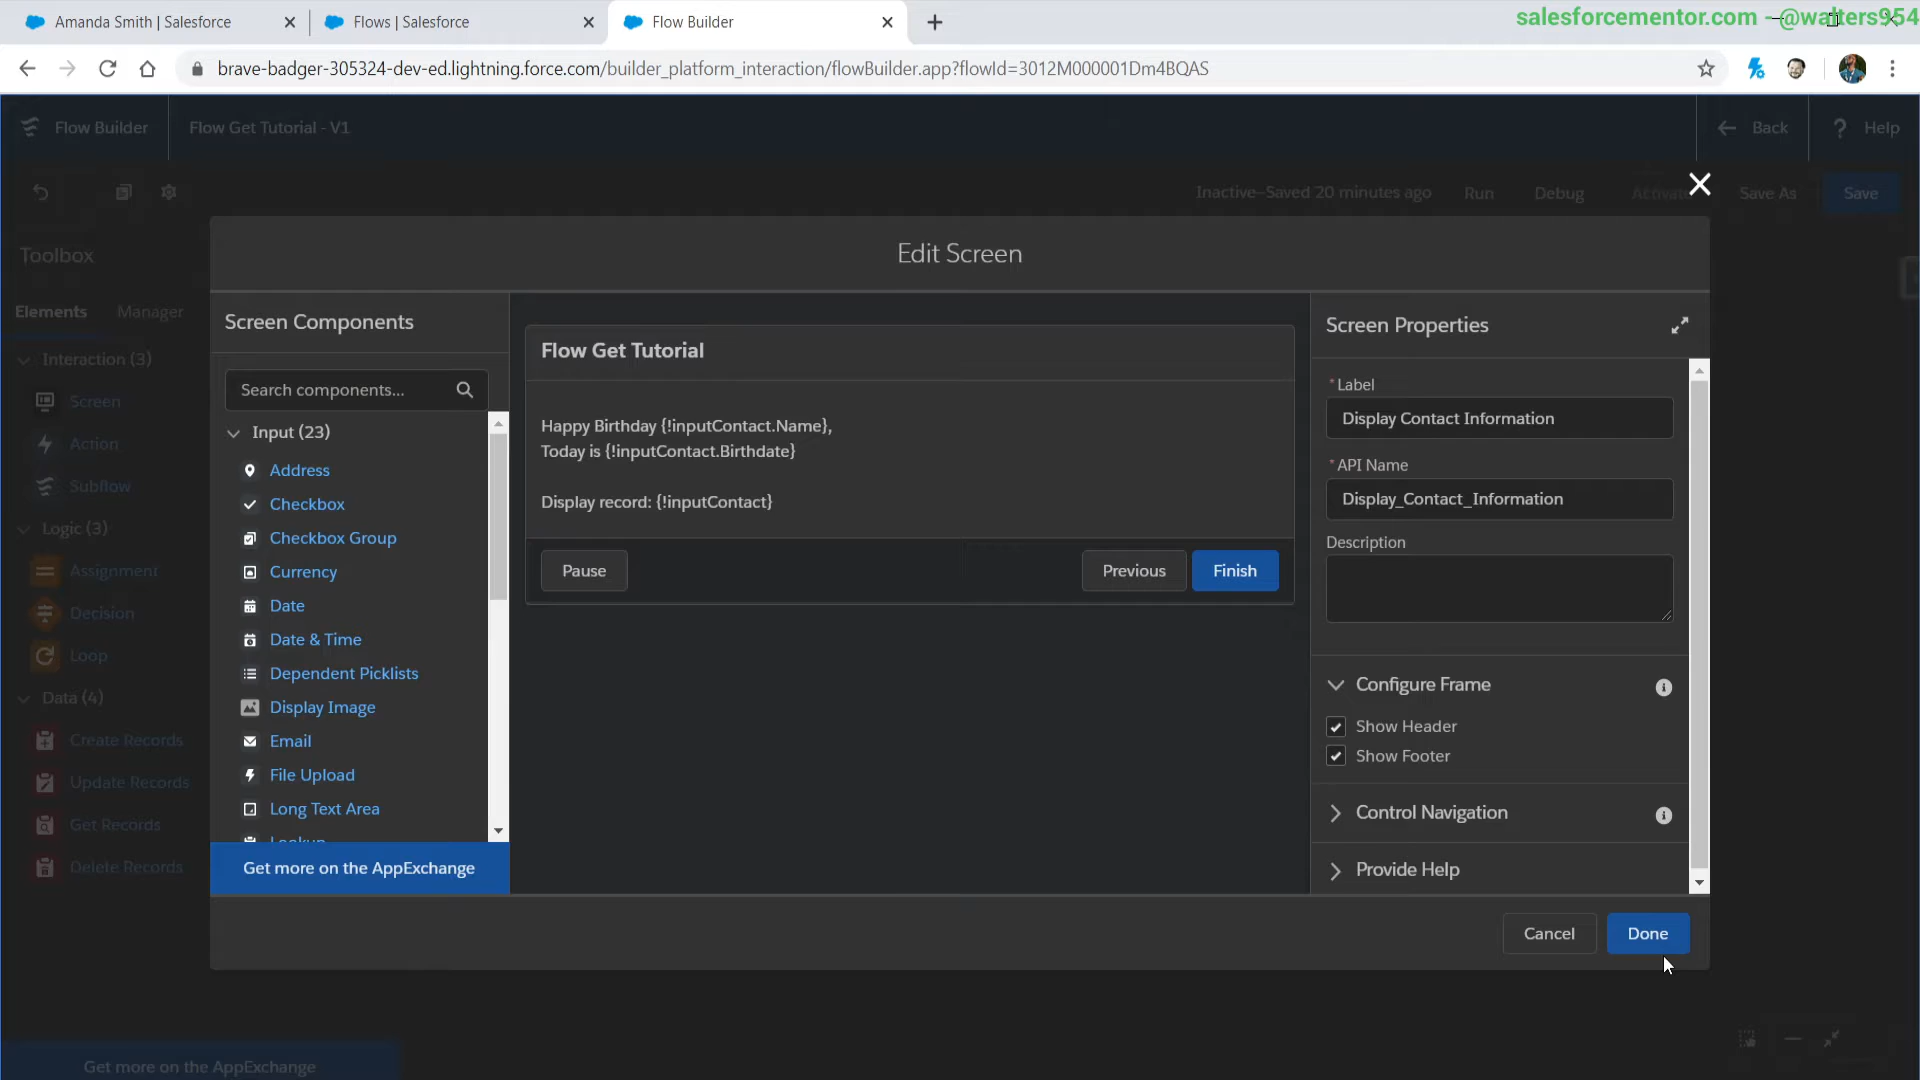 Amanda Smith | Salesforce
Flows | Salesforce
Flow Builder
salesforcementor.com - @walters954
brave-badger-305324-dev-ed.lightning.force.com/builder_platform_interaction/flowBuilder.app?flowId=3012M000001Dm4BQAS
Flow Builder
Flow Get Tutorial - V1
Back
? Help
Inactive—Saved 20 minutes ago
Run
Debug
Save As
Save
Toolbox
Elements
Manager
Interaction (3)
Screen
Action
Subflow
Logic (3)
Assignment
Decision
Loop
Data (4)
Create Records
Update Records
Get Records
Delete Records
Get more on the AppExchange
Edit Screen
Screen Components
Search components...
Input (23)
Address
Checkbox
Checkbox Group
Currency
Date
Date & Time
Dependent Picklists
Display Image
Email
File Upload
Long Text Area
Lookup
Get more on the AppExchange
Flow Get Tutorial
Happy Birthday {!inputContact.Name},
Today is {!inputContact.Birthdate}
Display record: {!inputContact}
Pause
Previous
Finish
Screen Properties
* Label
Display Contact Information
* API Name
Display_Contact_Information
Description
Configure Frame
Show Header
Show Footer
Control Navigation
Provide Help
Cancel
Done